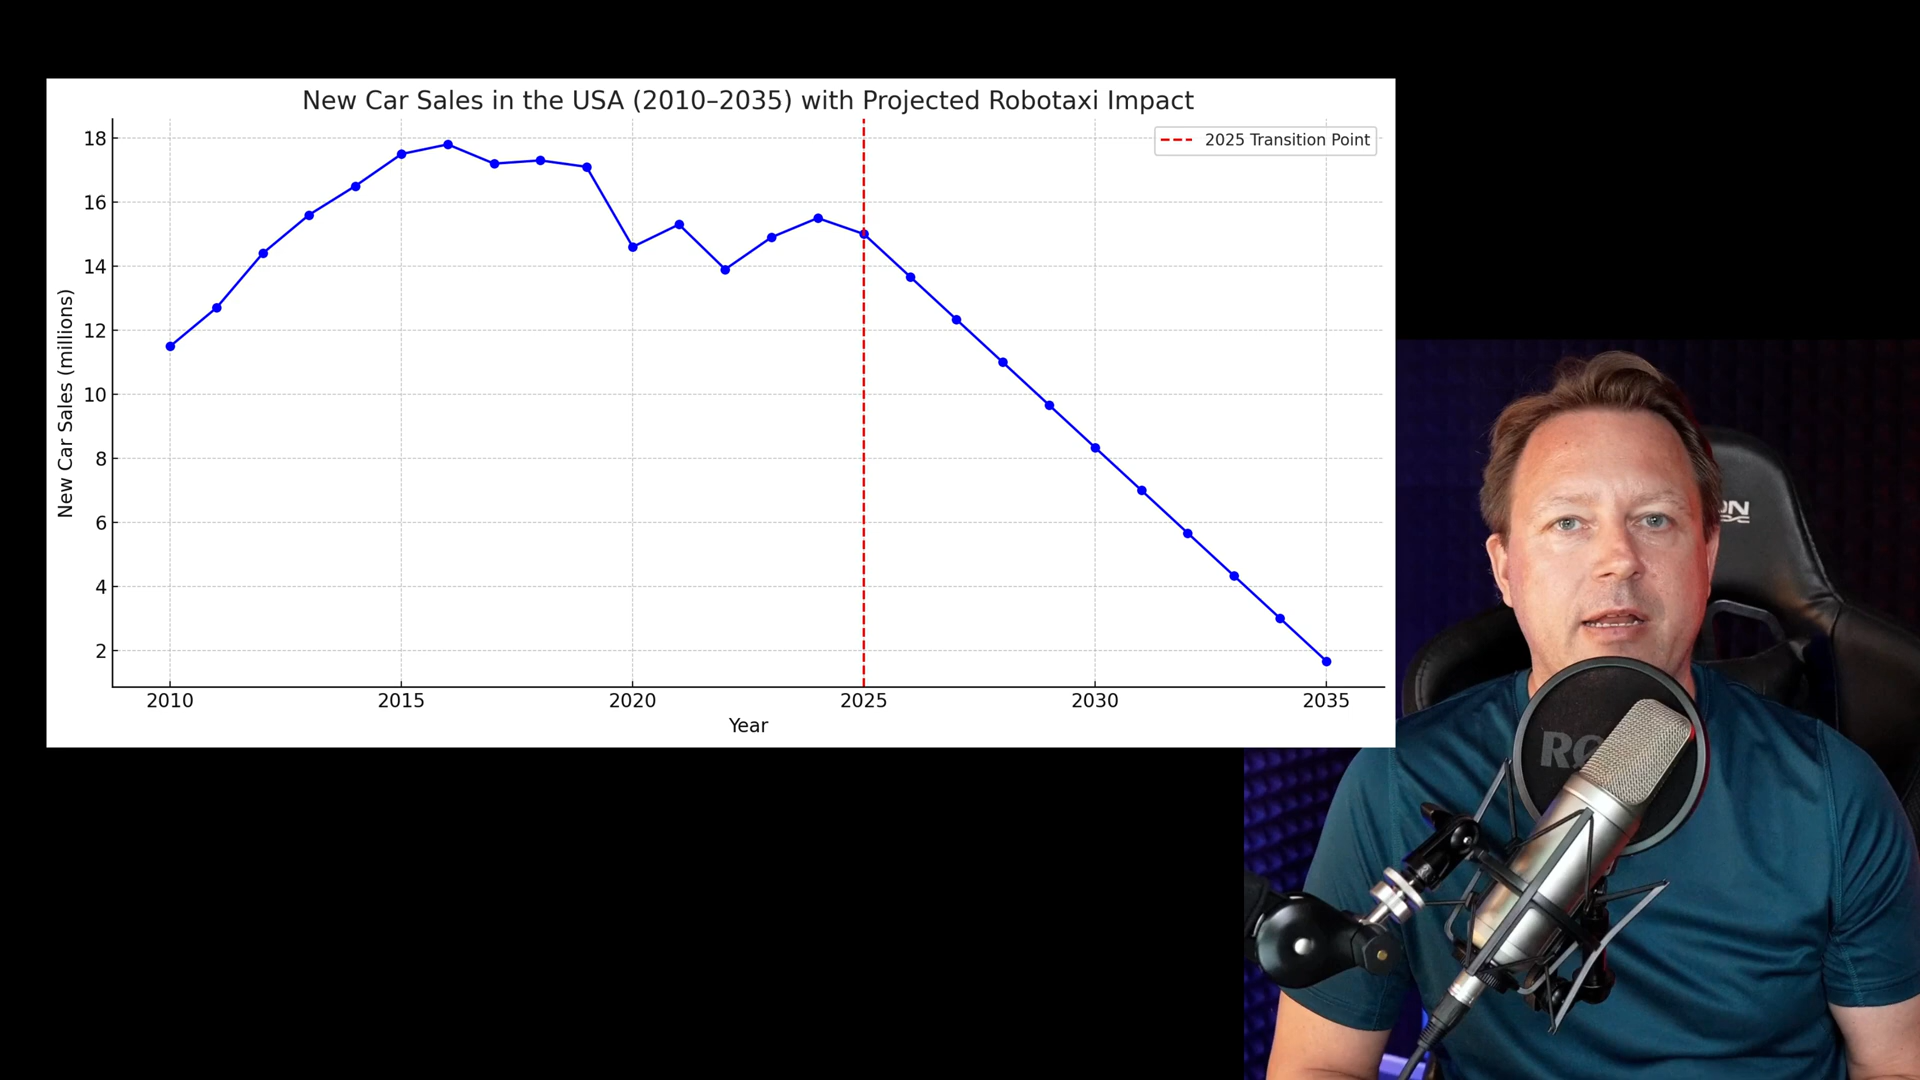 New Car Sales in the USA (2010–2035) with Projected Robotaxi Impact
2025 Transition Point
18
16
14
12
10
8
6
4
2
New Car Sales (millions)
2010 2015 2020 2025 2030 2035
Year